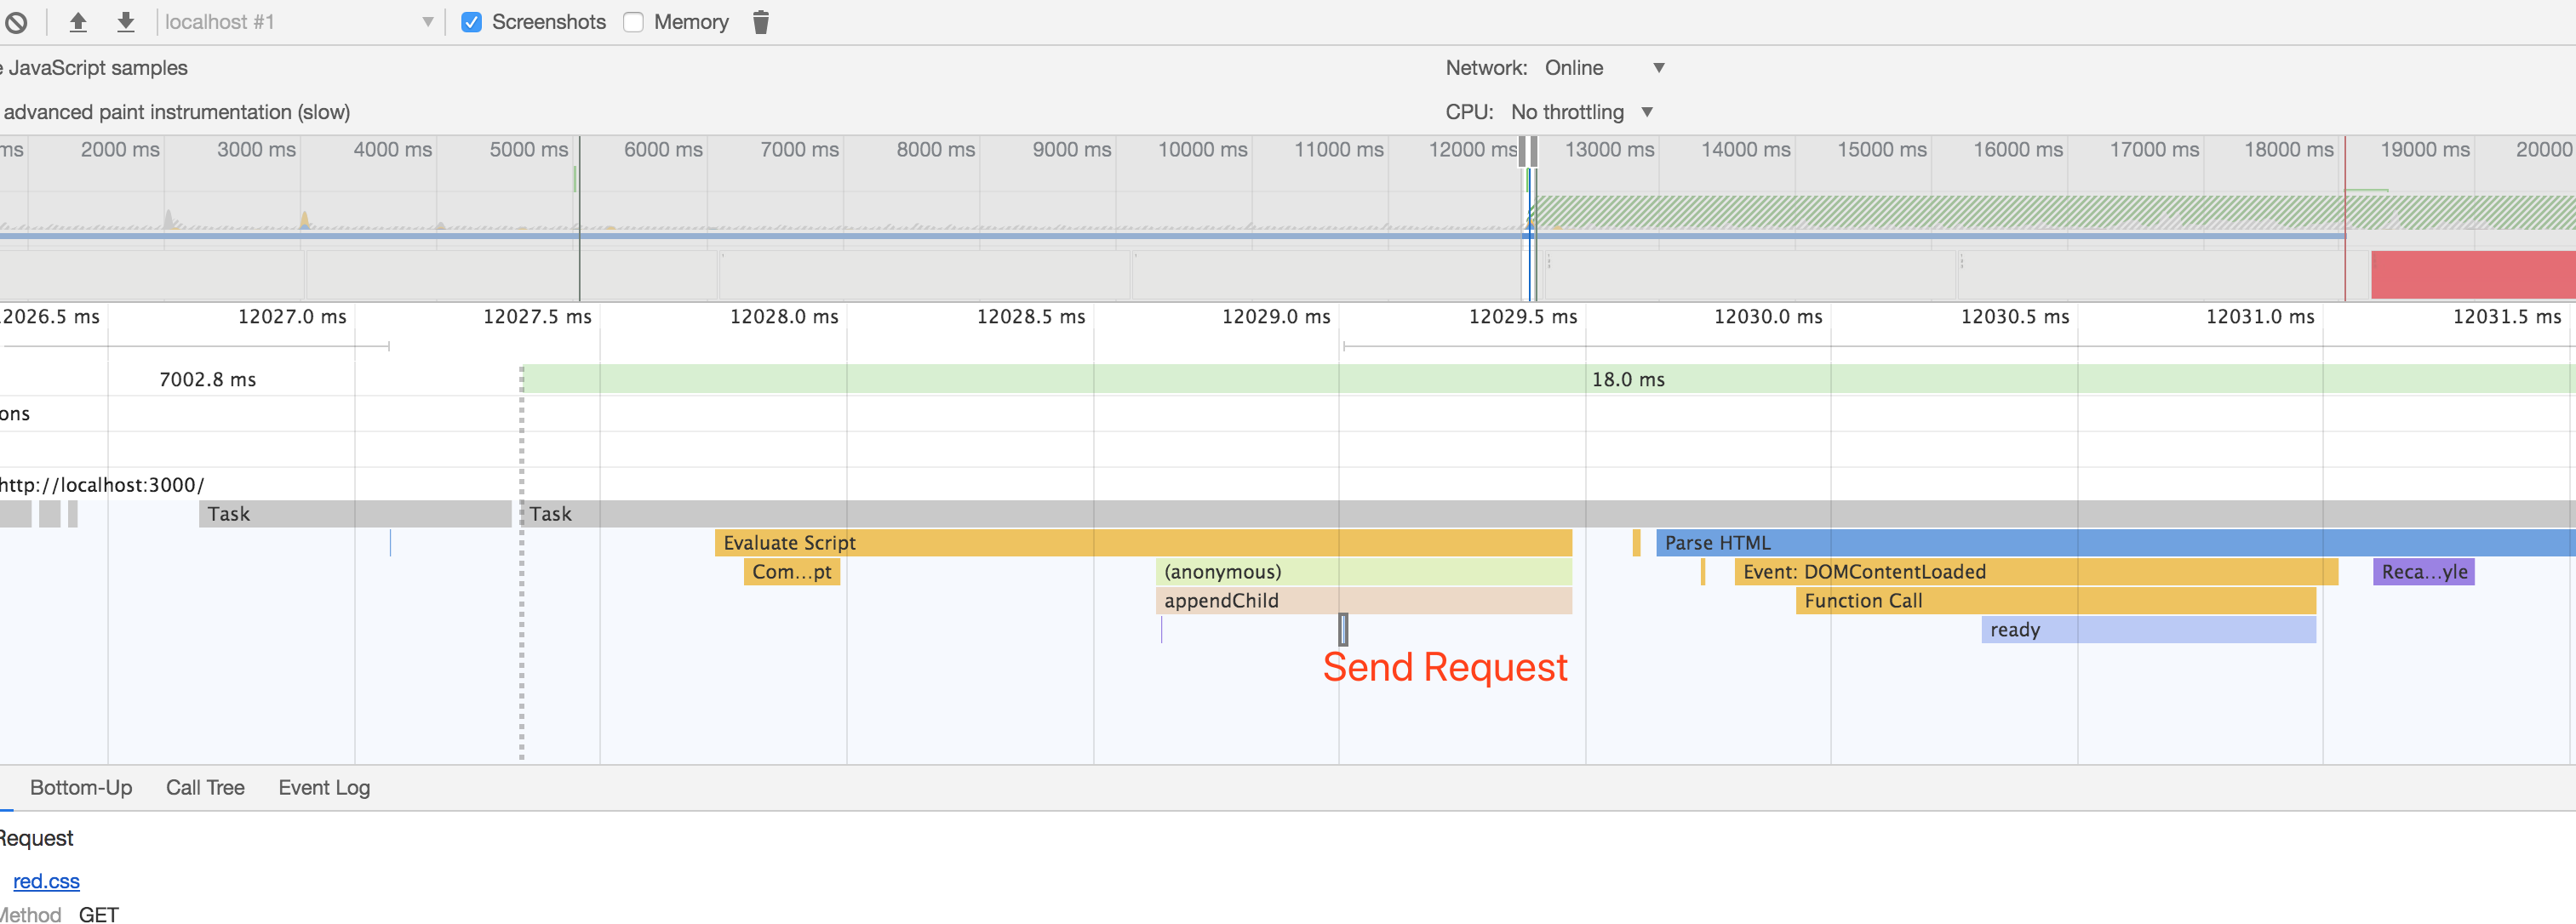 localhost #1 Screenshots Memory
JavaScript samples Network: Online
advanced paint instrumentation (slow) CPU: No throttling
ms 2000 ms 3000 ms 4000 ms 5000 ms 6000 ms 7000 ms 8000 ms 9000 ms 10000 ms 11000 ms 12000 ms 13000 ms 14000 ms 15000 ms 16000 ms 17000 ms 18000 ms 19000 ms 20000
2026.5 ms 12027.0 ms 12027.5 ms 12028.0 ms 12028.5 ms 12029.0 ms 12029.5 ms 12030.0 ms 12030.5 ms 12031.0 ms 12031.5 ms
7002.8 ms 18.0 ms
ons
http://localhost:3000/
Task Task
Evaluate Script Parse HTML
Com...pt (anonymous) Event: DOMContentLoaded Reca...yle
appendChild Function Call
ready
Send Request
Bottom-Up Call Tree Event Log
Request
red.css
Method GET